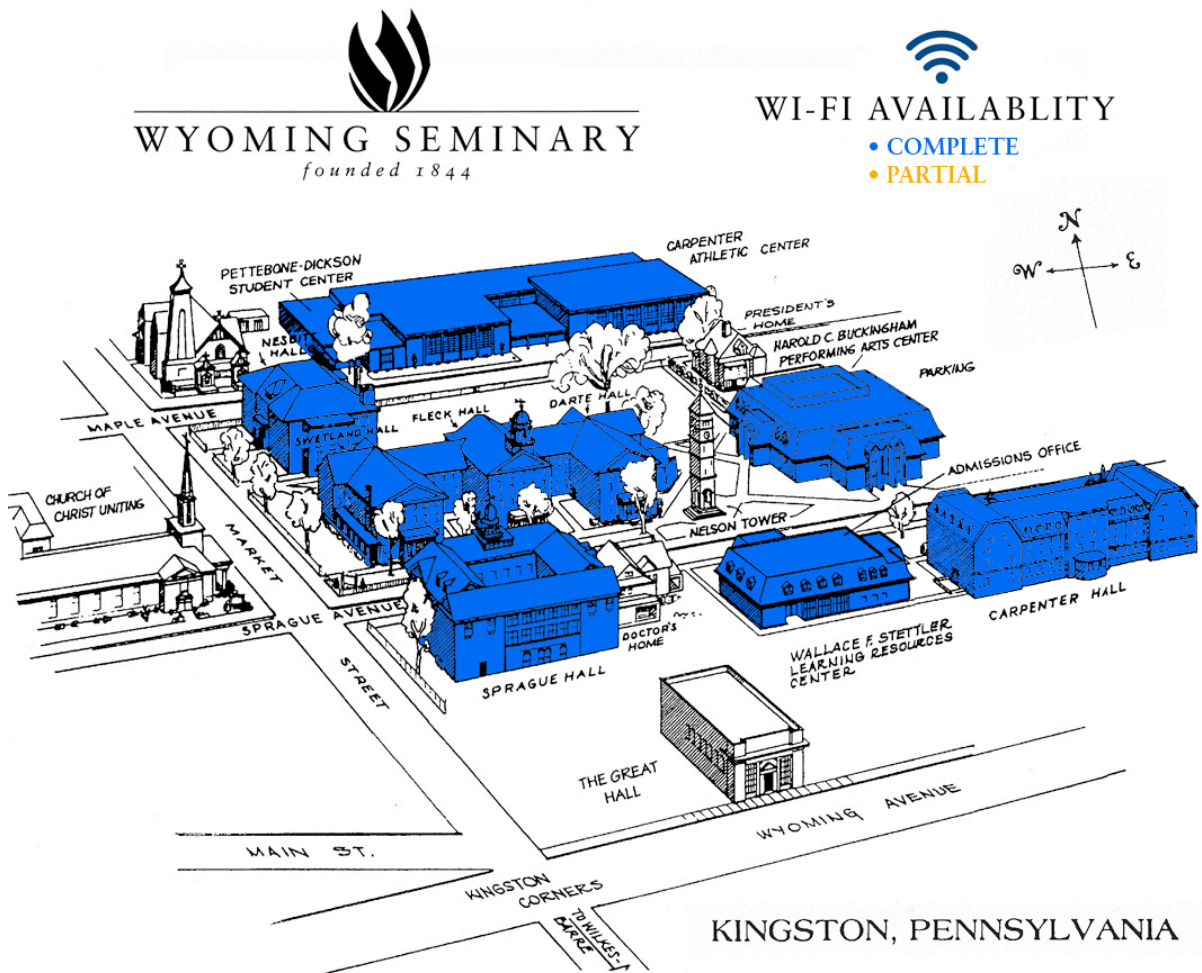 WYOMING SEMINARY
founded 1844
WI-FI AVAILABLITY
• COMPLETE
• PARTIAL
N
W
E
CARPENTER
ATHLETIC CENTER
PETTEBONE-DICKSON
STUDENT CENTER
PRESIDENT'S
HOME
NESBITT
HALL
HAROLD C. BUCKINGHAM
PERFORMING ARTS CENTER
PARKING
MAPLE AVENUE
FLECK HALL
DARTE HALL
SWETLAND HALL
ADMISSIONS OFFICE
CHURCH OF
CHRIST UNITING
NELSON TOWER
MARKET
STREET
SPRAGUE AVENUE
DOCTOR'S
HOME
CARPENTER HALL
WALLACE F. STETTLER
LEARNING RESOURCES
CENTER
SPRAGUE HALL
THE GREAT
HALL
WYOMING AVENUE
MAIN ST.
KINGSTON
CORNERS
TO WILKES-
BARRE
KINGSTON, PENNSYLVANIA